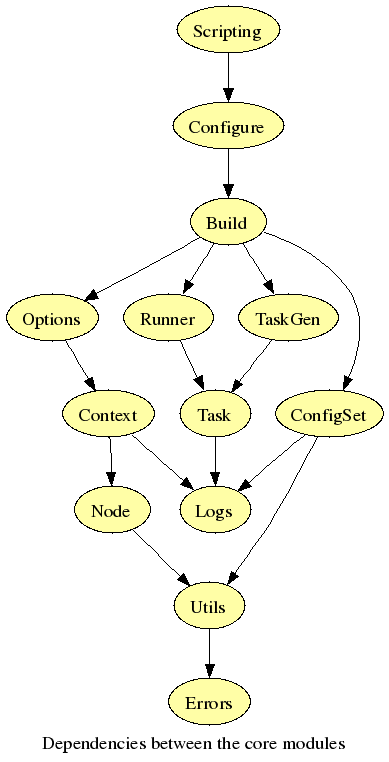 Scripting
Configure
Build
Options
Runner
TaskGen
Context
Task
ConfigSet
Node
Logs
Utils
Errors
Dependencies between the core modules